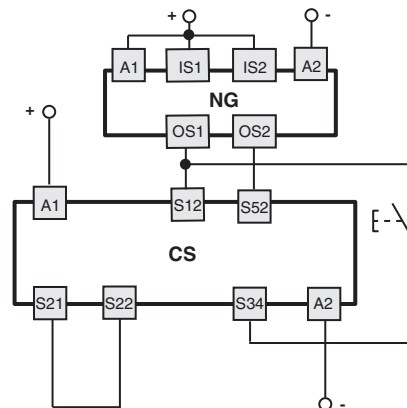 + -
A1 IS1 IS2 A2
NG
OS1 OS2
+
A1 S12 S52
CS
S21 S22 S34 A2
-